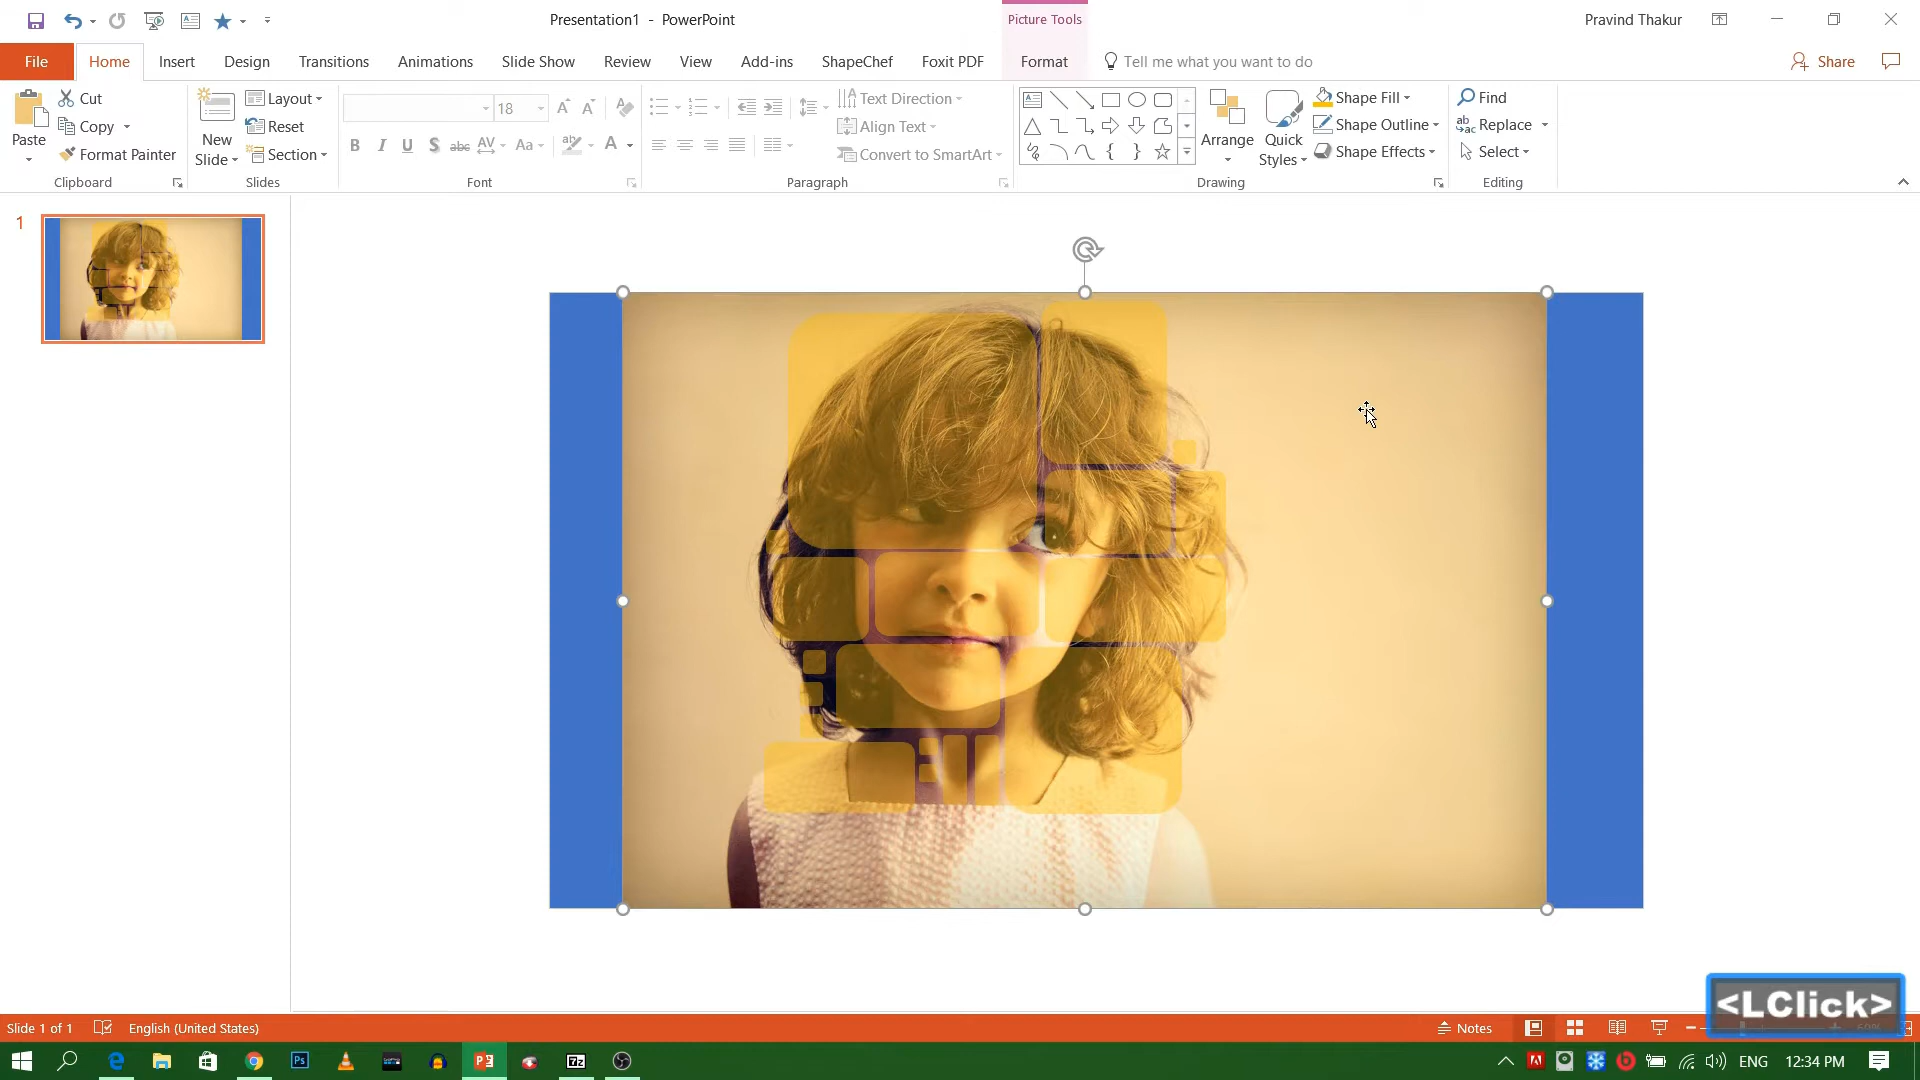 Presentation1 - PowerPoint
Picture Tools
Pravind Thakur
File
Home
Insert
Design
Transitions
Animations
Slide Show
Review
View
Add-ins
ShapeChef
Foxit PDF
Format
Tell me what you want to do
Share
Paste
Cut
Copy
Format Painter
Clipboard
New Slide
Layout
Reset
Section
Slides
18
B I U S abc AV Aa A
Font
Text Direction
Align Text
Convert to SmartArt
Paragraph
Arrange
Quick Styles
Shape Fill
Shape Outline
Shape Effects
Drawing
Find
Replace
Select
Editing
1
<LClick>
Slide 1 of 1
English (United States)
Notes
ENG
12:34 PM